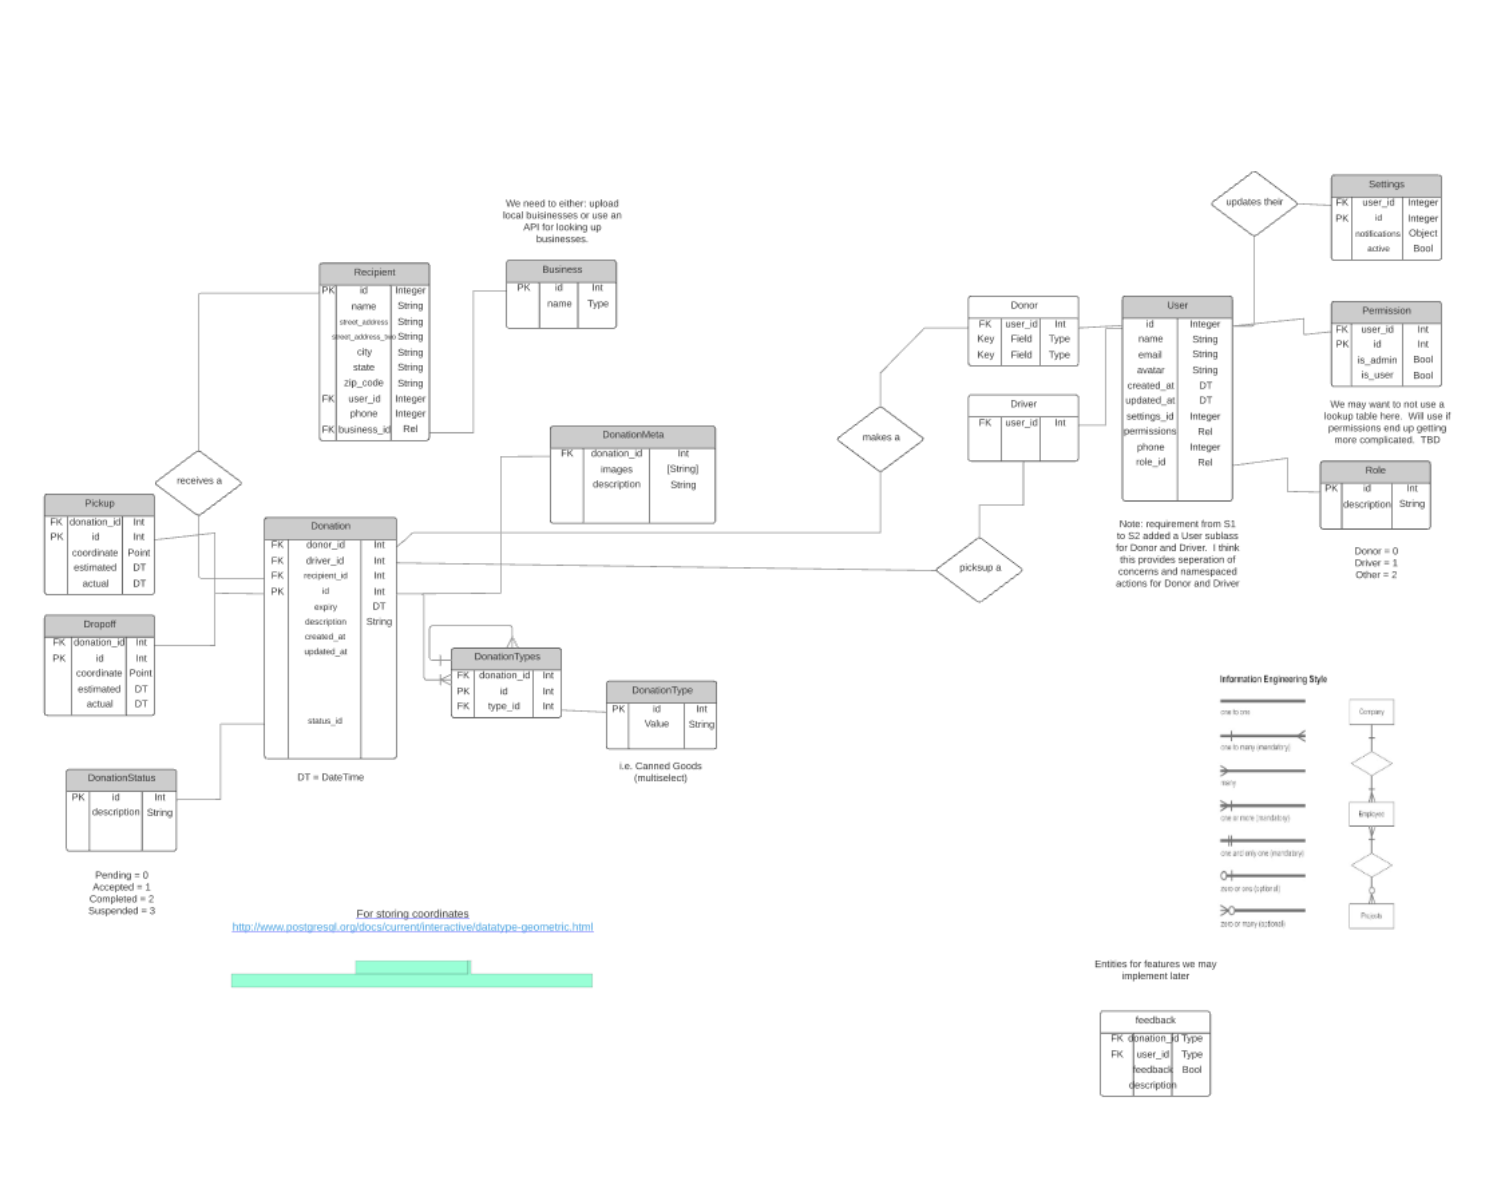 We need to either: upload
local buisinesses or use an
API for looking up
businesses.
Recipient
PK id Integer
name String
street_address String
street_address_two String
city String
state String
zip_code String
FK user_id Integer
phone Integer
FK business_id Rel
Business
PK id Int
name Type
DonationMeta
FK donation_id Int
images [String]
description String
receives a
Pickup
FK donation_id Int
PK id Int
coordinate Point
estimated DT
actual DT
Dropoff
FK donation_id Int
PK id Int
coordinate Point
estimated DT
actual DT
Donation
FK donor_id Int
FK driver_id Int
FK recipient_id Int
PK id Int
expiry DT
description String
created_at
updated_at
status_id
DT = DateTime
DonationTypes
FK donation_id Int
PK id Int
FK type_id Int
DonationType
PK id Int
Value String
i.e. Canned Goods
(multiselect)
DonationStatus
PK id Int
description String
Pending = 0
Accepted = 1
Completed = 2
Suspended = 3
For storing coordinates
http://www.postgresql.org/docs/current/interactive/datatype-geometric.html
makes a
picksup a
Donor
FK user_id Int
Key Field Type
Key Field Type
Driver
FK user_id Int
User
id Integer
name String
email String
avatar String
created_at DT
updated_at DT
settings_id Integer
permissions Rel
phone Integer
role_id Rel
Note: requirement from S1
to S2 added a User sublass
for Donor and Driver. I think
this provides seperation of
concerns and namespaced
actions for Donor and Driver
updates their
Settings
FK user_id Integer
PK id Integer
notifications Object
active Bool
Permission
FK user_id Int
PK id Int
is_admin Bool
is_user Bool
We may want to not use a
lookup table here. Will use if
permissions end up getting
more complicated. TBD
Role
PK id Int
description String
Donor = 0
Driver = 1
Other = 2
Information Engineering Style
one to one
one to many (mandatory)
many
one or more (mandatory)
one and only one (mandatory)
zero or one (optional)
zero or many (optional)
Company
Employee
Projects
Entities for features we may
implement later
feedback
FK donation_id Type
FK user_id Type
feedback Bool
description